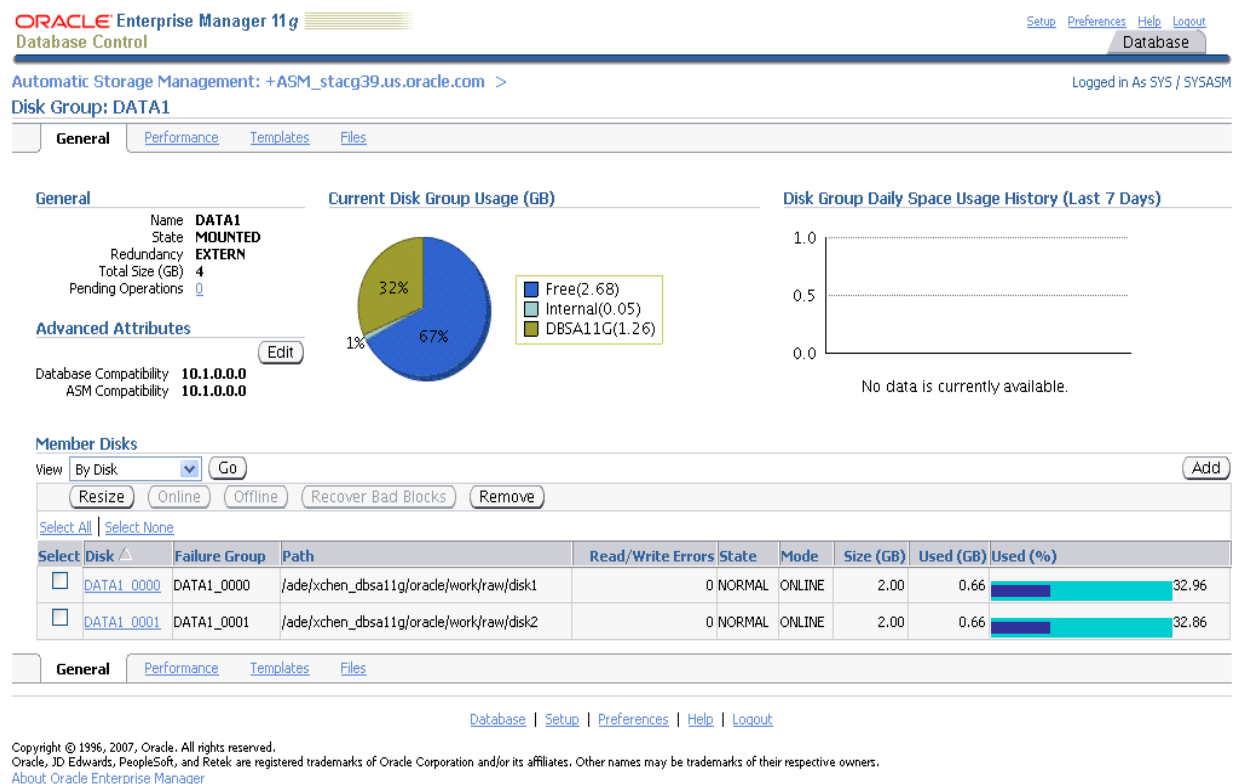 ORACLE Enterprise Manager 11g
Database Control
Setup Preferences Help Logout
Database
Automatic Storage Management: +ASM_stacg39.us.oracle.com >
Logged in As SYS / SYSASM
Disk Group: DATA1
General Performance Templates Files
General
Name DATA1
State MOUNTED
Redundancy EXTERN
Total Size (GB) 4
Pending Operations 0
Advanced Attributes
Edit
Database Compatibility 10.1.0.0.0
ASM Compatibility 10.1.0.0.0
Current Disk Group Usage (GB)
32%
67%
1%
Free(2.68)
Internal(0.05)
DBSA11G(1.26)
Disk Group Daily Space Usage History (Last 7 Days)
1.0
0.5
0.0
No data is currently available.
Member Disks
View By Disk Go
Add
Resize Online Offline Recover Bad Blocks Remove
Select All | Select None
Select Disk Failure Group Path Read/Write Errors State Mode Size (GB) Used (GB) Used (%)
DATA1_0000 DATA1_0000 /ade/xchen_dbsa11g/oracle/work/raw/disk1 0 NORMAL ONLINE 2.00 0.66 32.96
DATA1_0001 DATA1_0001 /ade/xchen_dbsa11g/oracle/work/raw/disk2 0 NORMAL ONLINE 2.00 0.66 32.86
General Performance Templates Files
Database | Setup | Preferences | Help | Logout
Copyright © 1996, 2007, Oracle. All rights reserved.
Oracle, JD Edwards, PeopleSoft, and Retek are registered trademarks of Oracle Corporation and/or its affiliates. Other names may be trademarks of their respective owners.
About Oracle Enterprise Manager